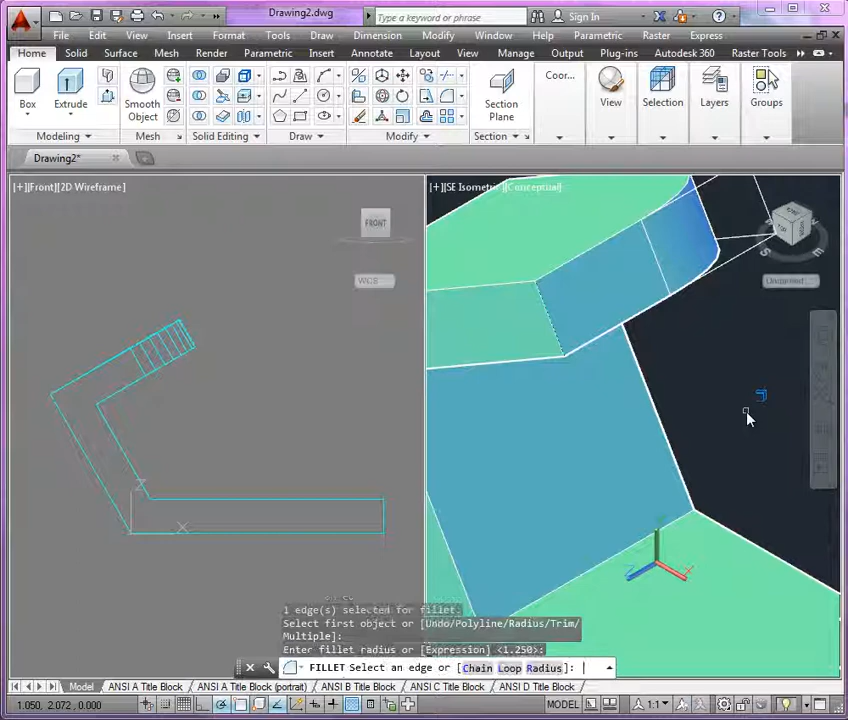 Drawing2.dwg
Type a keyword or phrase
Sign In
File Edit View Insert Format Tools Draw Dimension Modify Window Help Parametric Raster Express
Home Solid Surface Mesh Render Parametric Insert Annotate Layout View Manage Output Plug-ins Autodesk 360 Raster Tools
Box
Extrude
Smooth
Object
Section
Plane
Coor...
View
Selection
Layers
Groups
Modeling
Mesh
Solid Editing
Draw
Modify
Section
Drawing2*
[+][Front][2D Wireframe]
FRONT
WCS
Z
X
[+][SE Isometric][Conceptual]
S
E
Unnamed
1 edge(s) selected for fillet.
Select first object or [Undo/Polyline/Radius/Trim/
Multiple]:
Enter fillet radius or [Expression] <1.250>:
FILLET Select an edge or [Chain Loop Radius]:
Model ANSI A Title Block ANSI A Title Block (portrait) ANSI B Title Block ANSI C Title Block ANSI D Title Block
1.050, 2.072, 0.000
MODEL
1:1